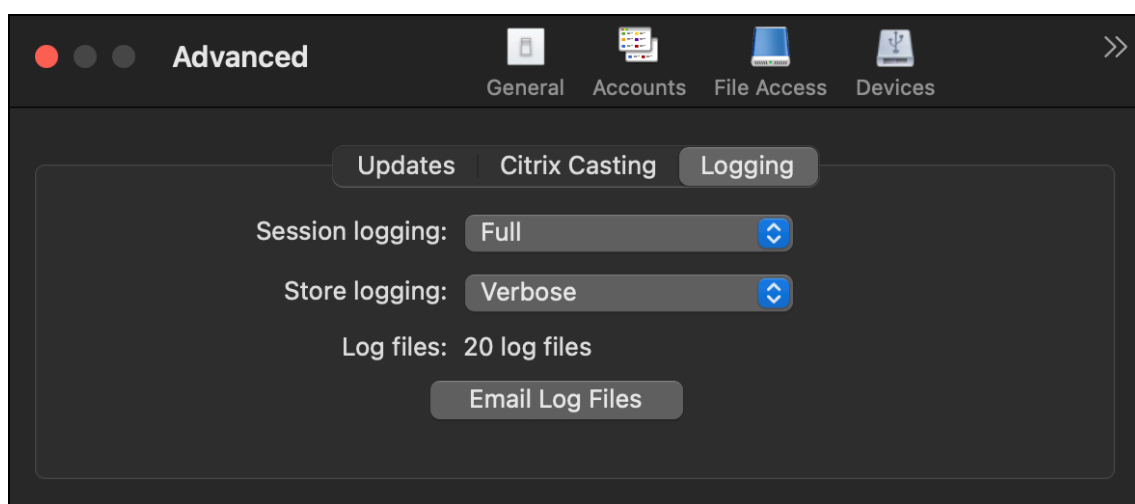 Advanced
General Accounts File Access Devices
Updates Citrix Casting Logging
Session logging: Full
Store logging: Verbose
Log files: 20 log files
Email Log Files